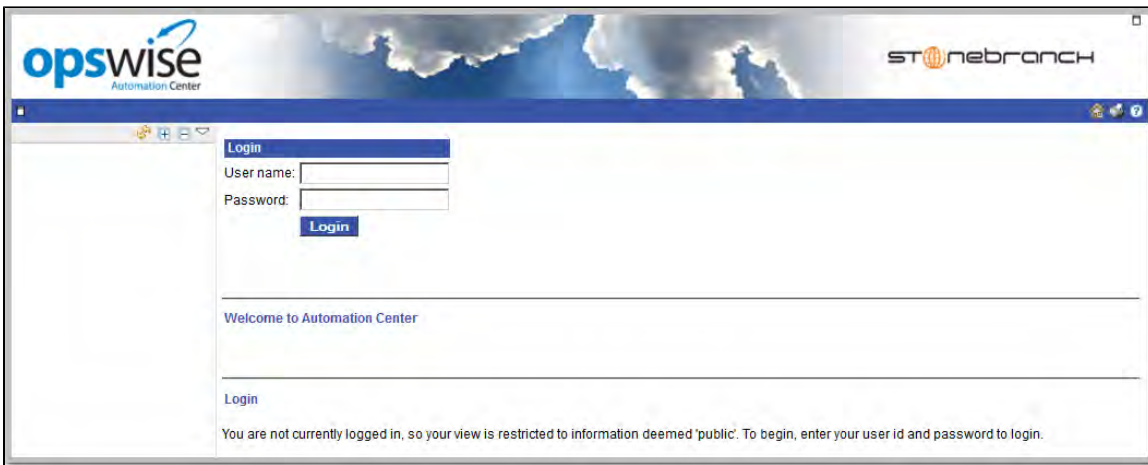 opswise
Automation Center
STONEBRANCH
Login
User name:
Password:
Login
Welcome to Automation Center
Login
You are not currently logged in, so your view is restricted to information deemed 'public'. To begin, enter your user id and password to login.